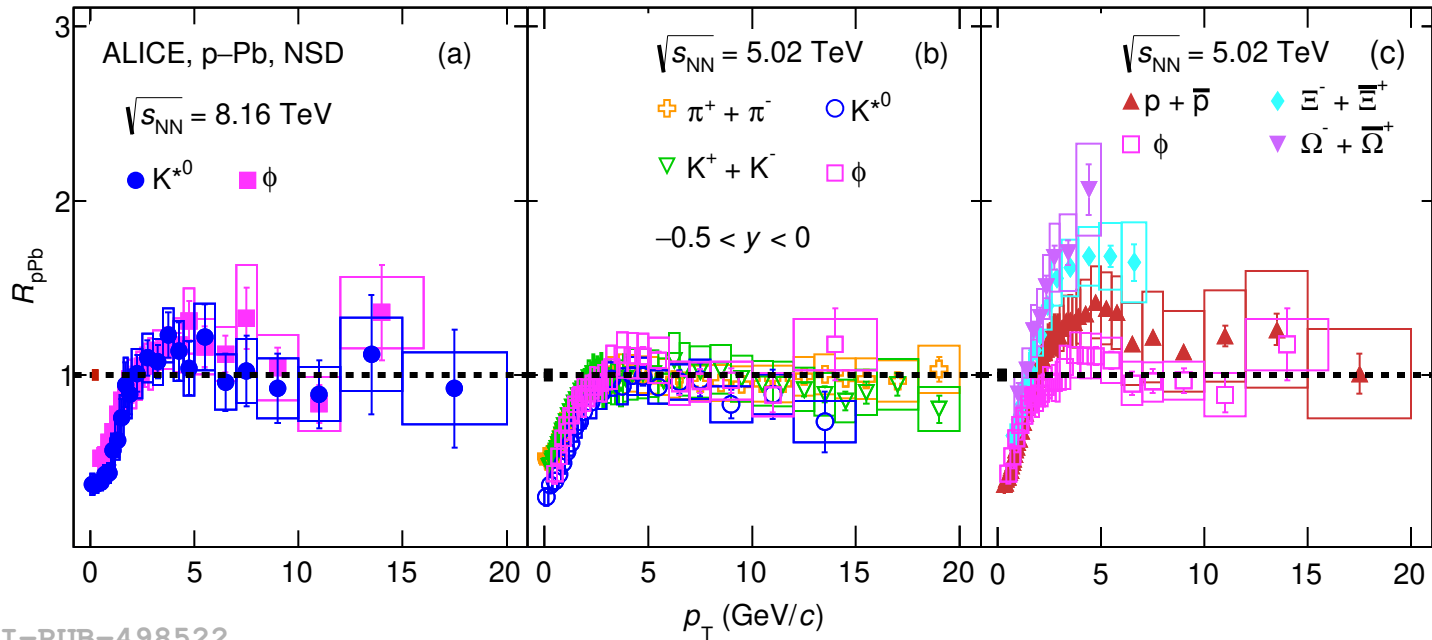 ALICE, p–Pb, NSD (a)
√sNN = 8.16 TeV
K*0 ϕ
√sNN = 5.02 TeV (b)
π+ + π- K*0
K+ + K- ϕ
–0.5 < y < 0
√sNN = 5.02 TeV (c)
p + p̅ Ξ- + Ξ̅+
ϕ Ω- + Ω̅+
RpPb
3
2
1
0 5 10 15 20
0 5 10 15 20
0 5 10 15 20
pT (GeV/c)
I-PUB-498522